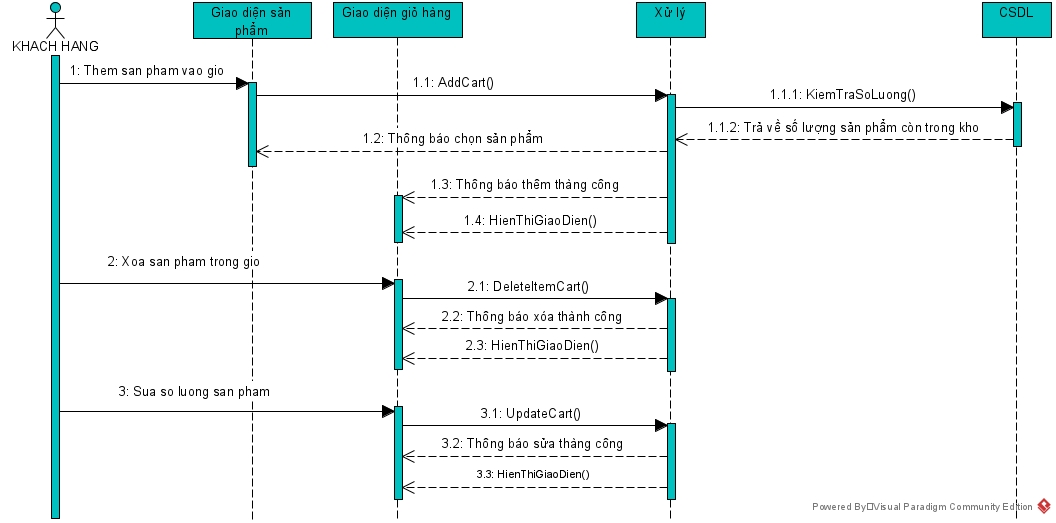 Giao diện sản
phẩm
Giao diện giỏ hàng
Xử lý
CSDL
KHACH HANG
1: Them san pham vao gio
1.1: AddCart()
1.1.1: KiemTraSoLuong()
1.1.2: Trả về số lượng sản phẩm còn trong kho
1.2: Thông báo chọn sản phẩm
1.3: Thông báo thêm thàng công
1.4: HienThiGiaoDien()
2: Xoa san pham trong gio
2.1: DeleteItemCart()
2.2: Thông báo xóa thành công
2.3: HienThiGiaoDien()
3: Sua so luong san pham
3.1: UpdateCart()
3.2: Thông báo sửa thàng công
3.3: HienThiGiaoDien()
Powered By□Visual Paradigm Community Edition